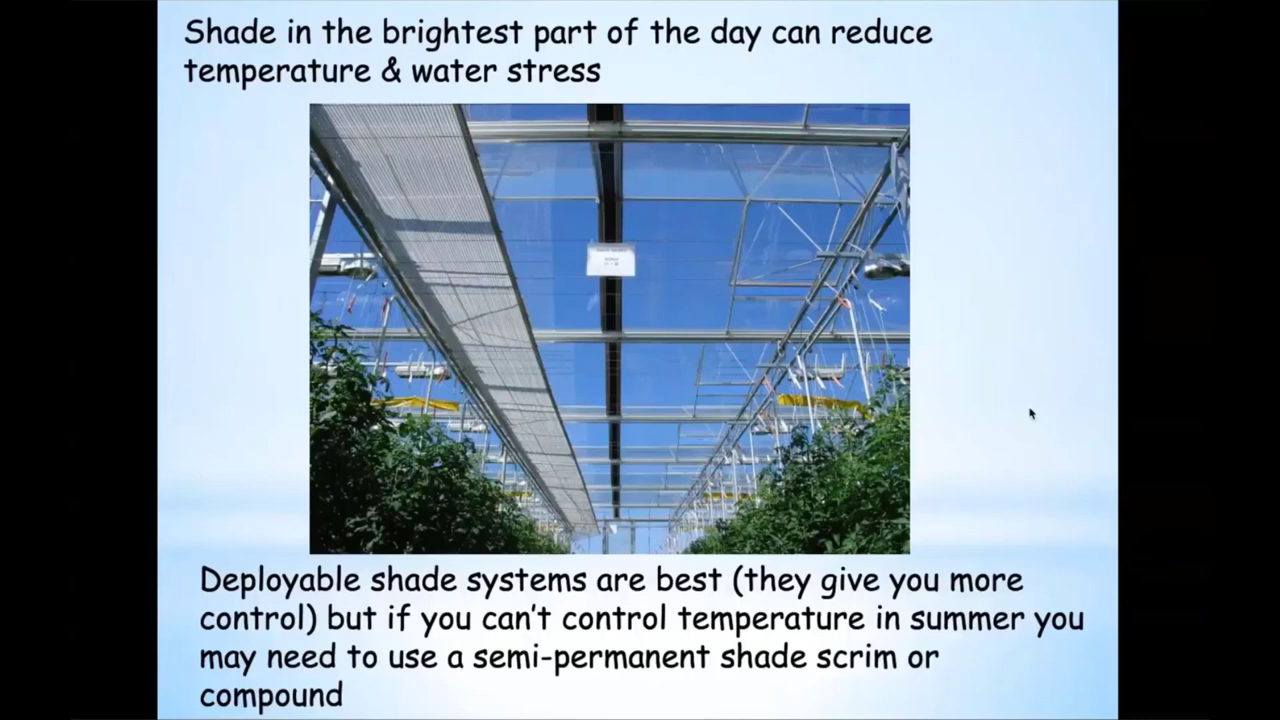 Shade in the brightest part of the day can reduce
temperature & water stress
Deployable shade systems are best (they give you more
control) but if you can't control temperature in summer you
may need to use a semi-permanent shade scrim or
compound